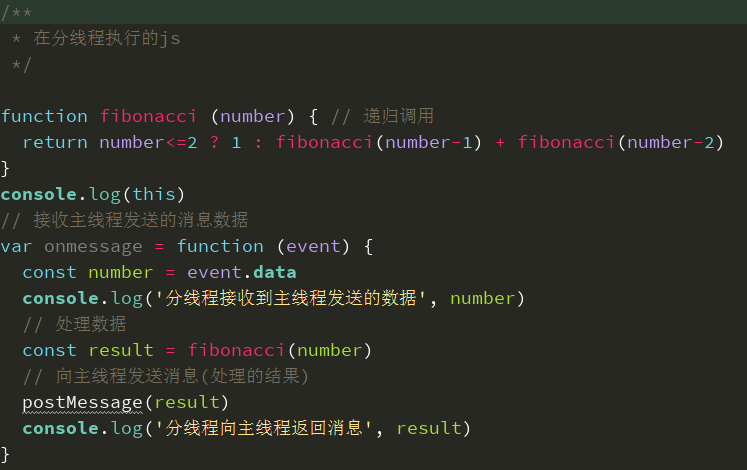 /**
 * 在分线程执行的js
 */
function fibonacci (number) { // 递归调用
  return number<=2 ? 1 : fibonacci(number-1) + fibonacci(number-2)
}
console.log(this)
// 接收主线程发送的消息数据
var onmessage = function (event) {
  const number = event.data
  console.log('分线程接收到主线程发送的数据', number)
  // 处理数据
  const result = fibonacci(number)
  // 向主线程发送消息(处理的结果)
  postMessage(result)
  console.log('分线程向主线程返回消息', result)
}